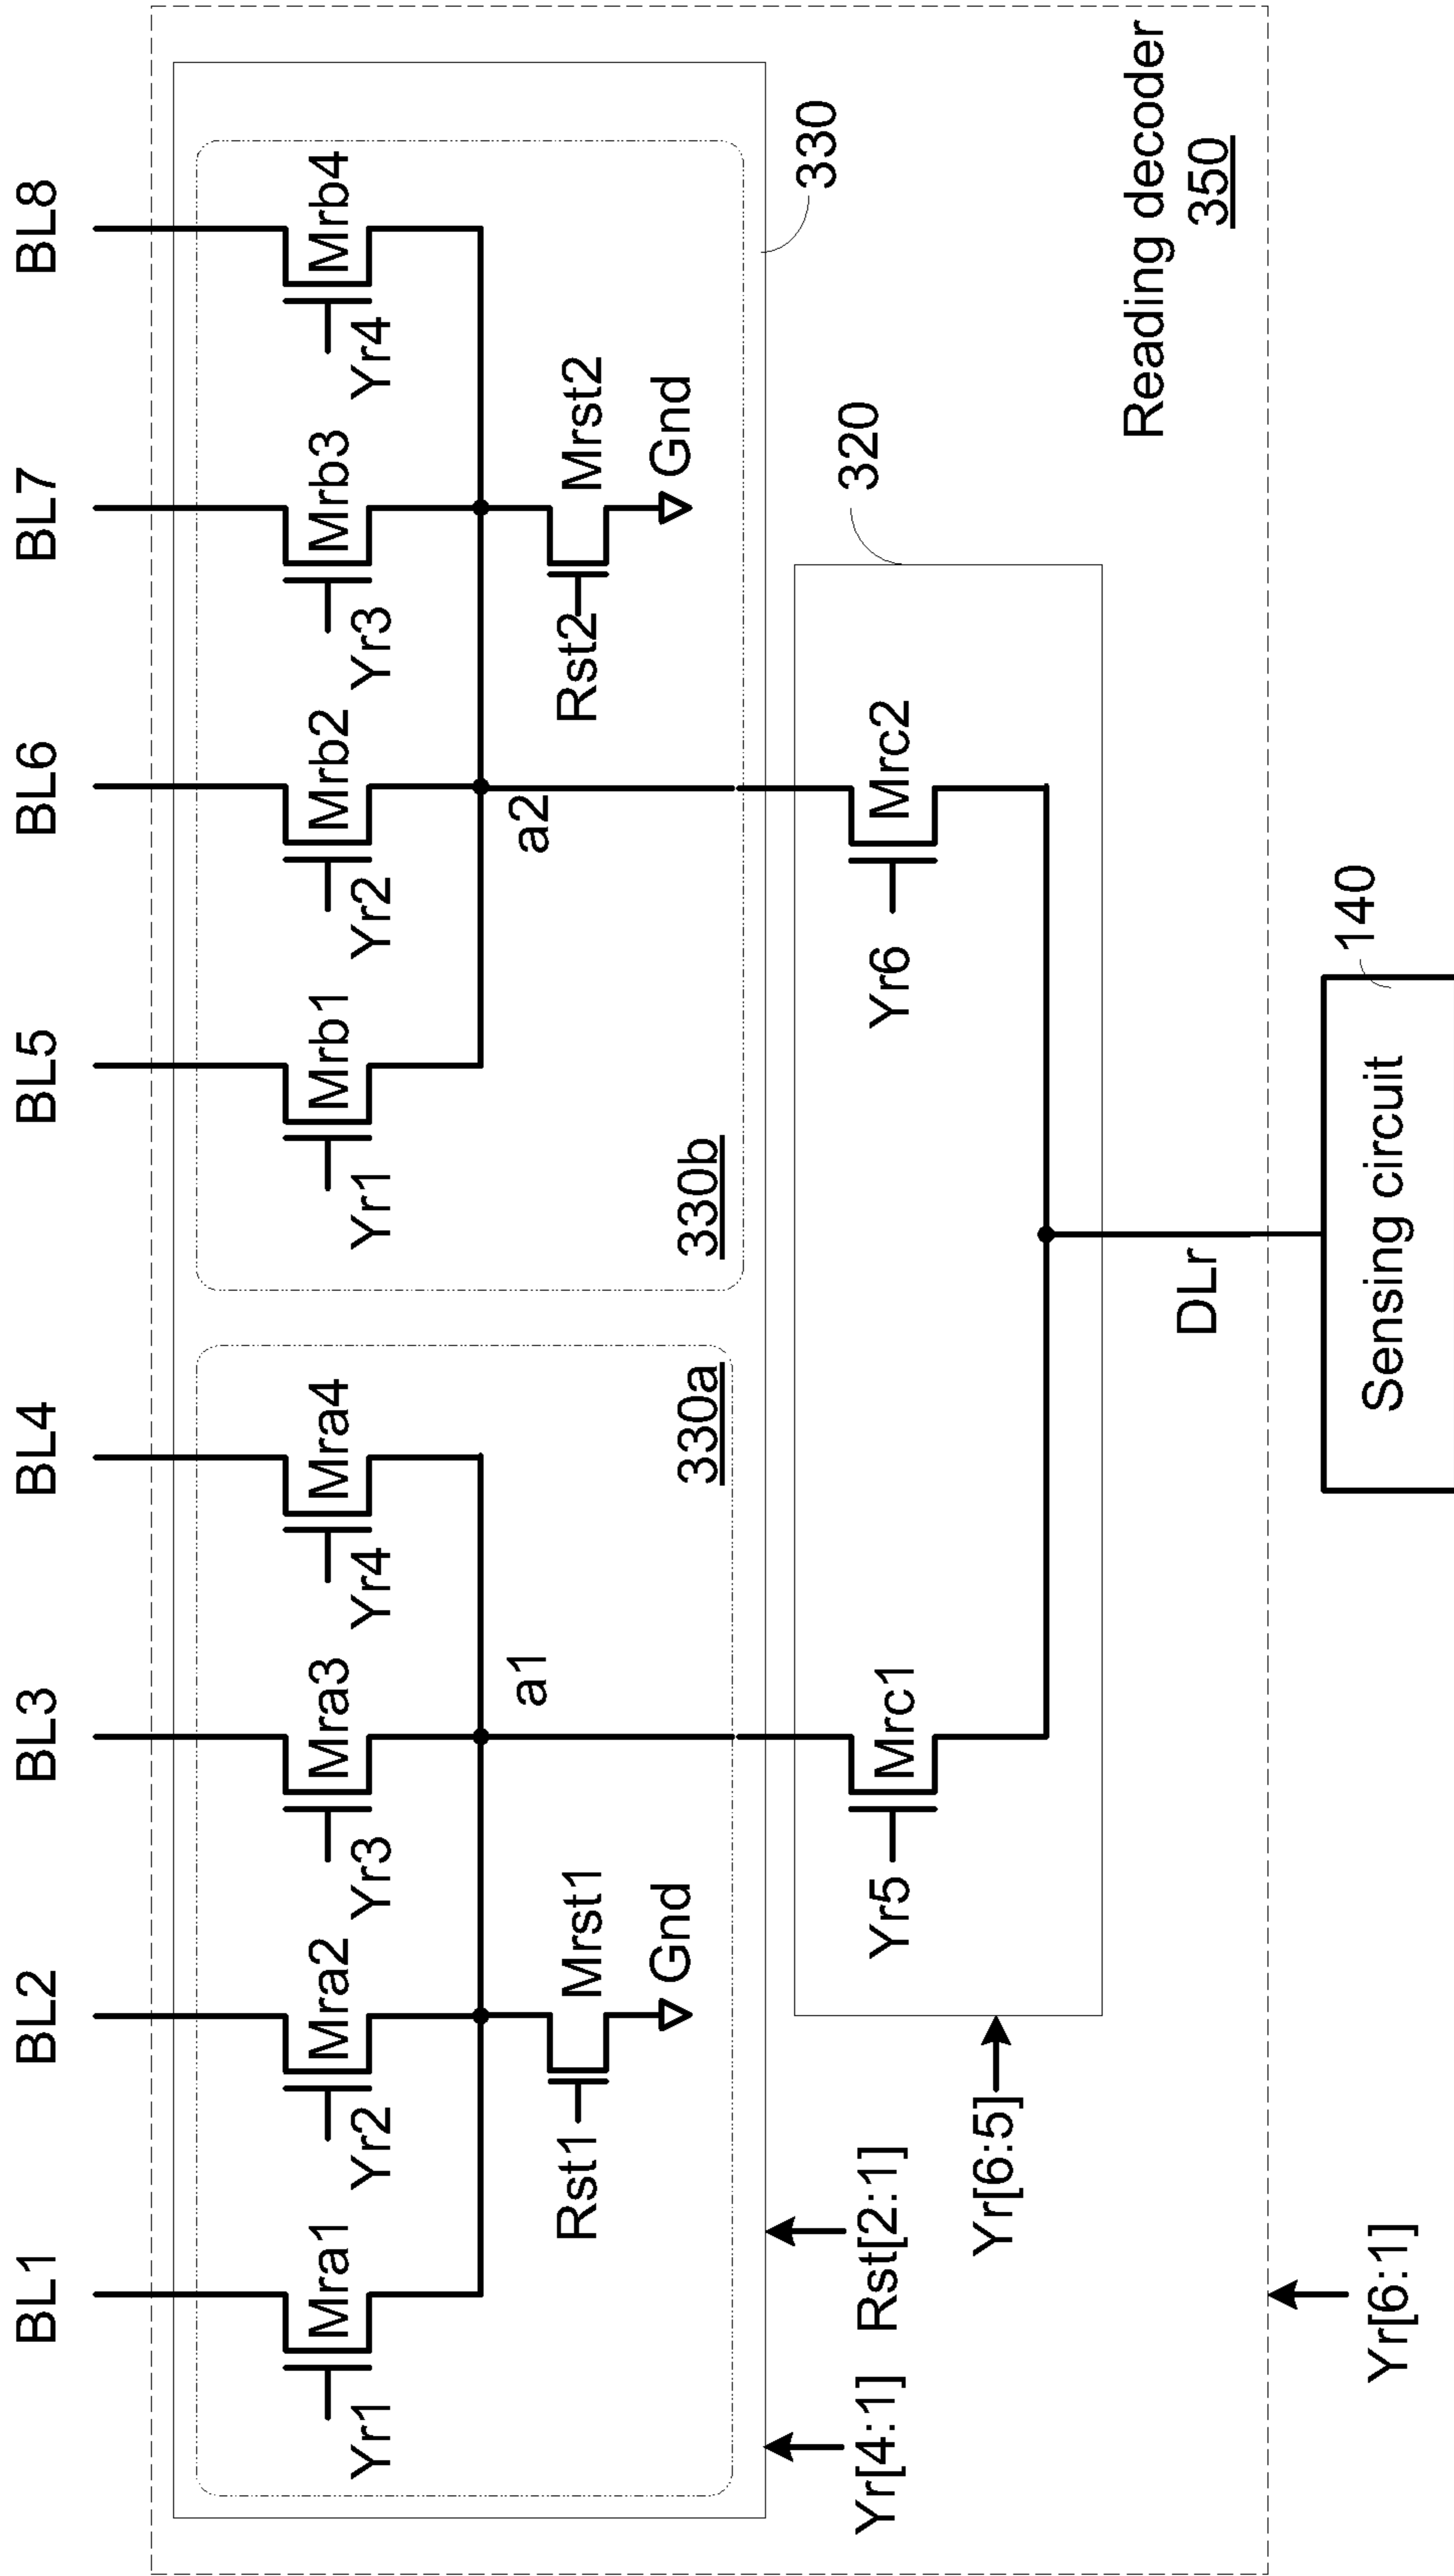 BL1 BL2 BL3 BL4 BL5 BL6 BL7 BL8
Mra1 Mra2 Mra3 Mra4 Mrb1 Mrb2 Mrb3 Mrb4
Yr1 Yr2 Yr3 Yr4 Yr1 Yr2 Yr3 Yr4
a1 a2
Rst1 Mrst1 Rst2 Mrst2
Gnd Gnd
330a 330b
330
Yr[4:1] Rst[2:1]
320
Yr5 Mrc1 Yr6 Mrc2
Yr[6:5]
Reading decoder
350
DLr
Yr[6:1]
140
Sensing circuit